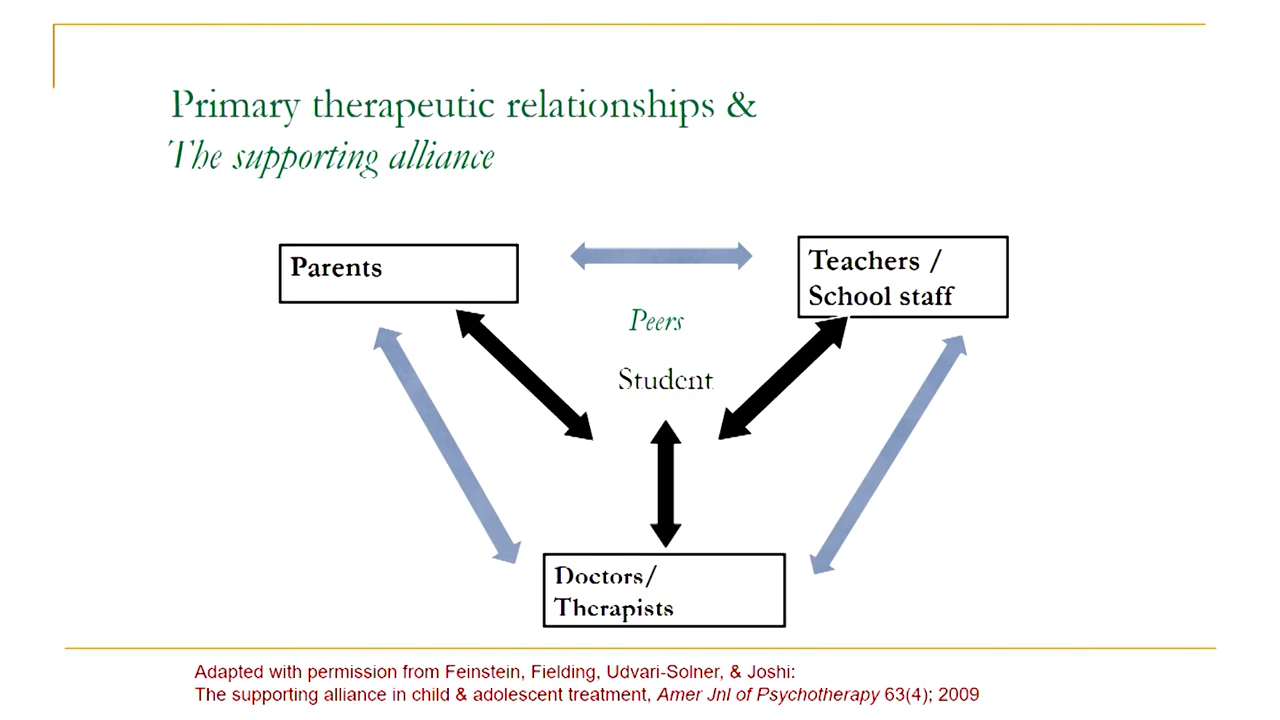 Primary therapeutic relationships &
The supporting alliance
Parents
Teachers /
School staff
Peers
Student
Doctors/
Therapists
Adapted with permission from Feinstein, Fielding, Udvari-Solner, & Joshi:
The supporting alliance in child & adolescent treatment, Amer Jnl of Psychotherapy 63(4); 2009